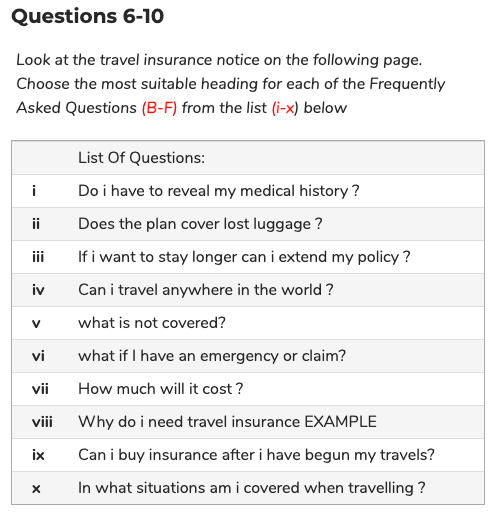 Questions 6-10
Look at the travel insurance notice on the following page.
Choose the most suitable heading for each of the Frequently
Asked Questions (B-F) from the list (i-x) below
List Of Questions:
i Do i have to reveal my medical history ?
ii Does the plan cover lost luggage ?
iii If i want to stay longer can i extend my policy ?
iv Can i travel anywhere in the world ?
v what is not covered?
vi what if I have an emergency or claim?
vii How much will it cost ?
viii Why do i need travel insurance EXAMPLE
ix Can i buy insurance after i have begun my travels?
x In what situations am i covered when travelling ?